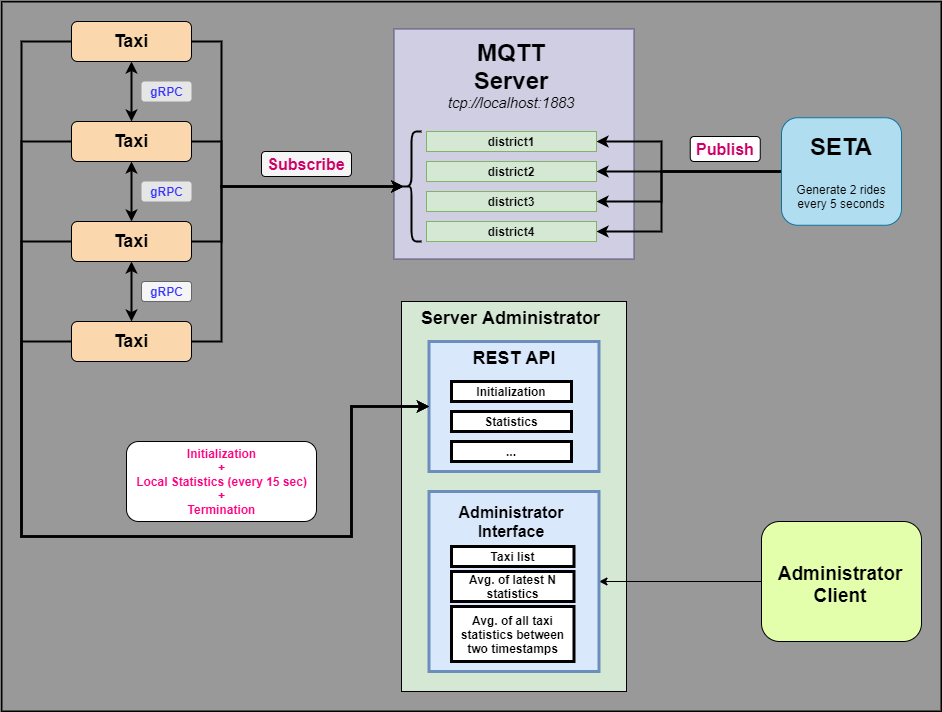 Taxi
gRPC
Taxi
gRPC
Taxi
gRPC
Taxi
Subscribe
MQTT
Server
tcp://localhost:1883
district1
district2
district3
district4
Publish
SETA
Generate 2 rides
every 5 seconds
Server Administrator
REST API
Initialization
Statistics
...
Initialization
+
Local Statistics (every 15 sec)
+
Termination
Administrator
Interface
Taxi list
Avg. of latest N
statistics
Avg. of all taxi
statistics between
two timestamps
Administrator
Client